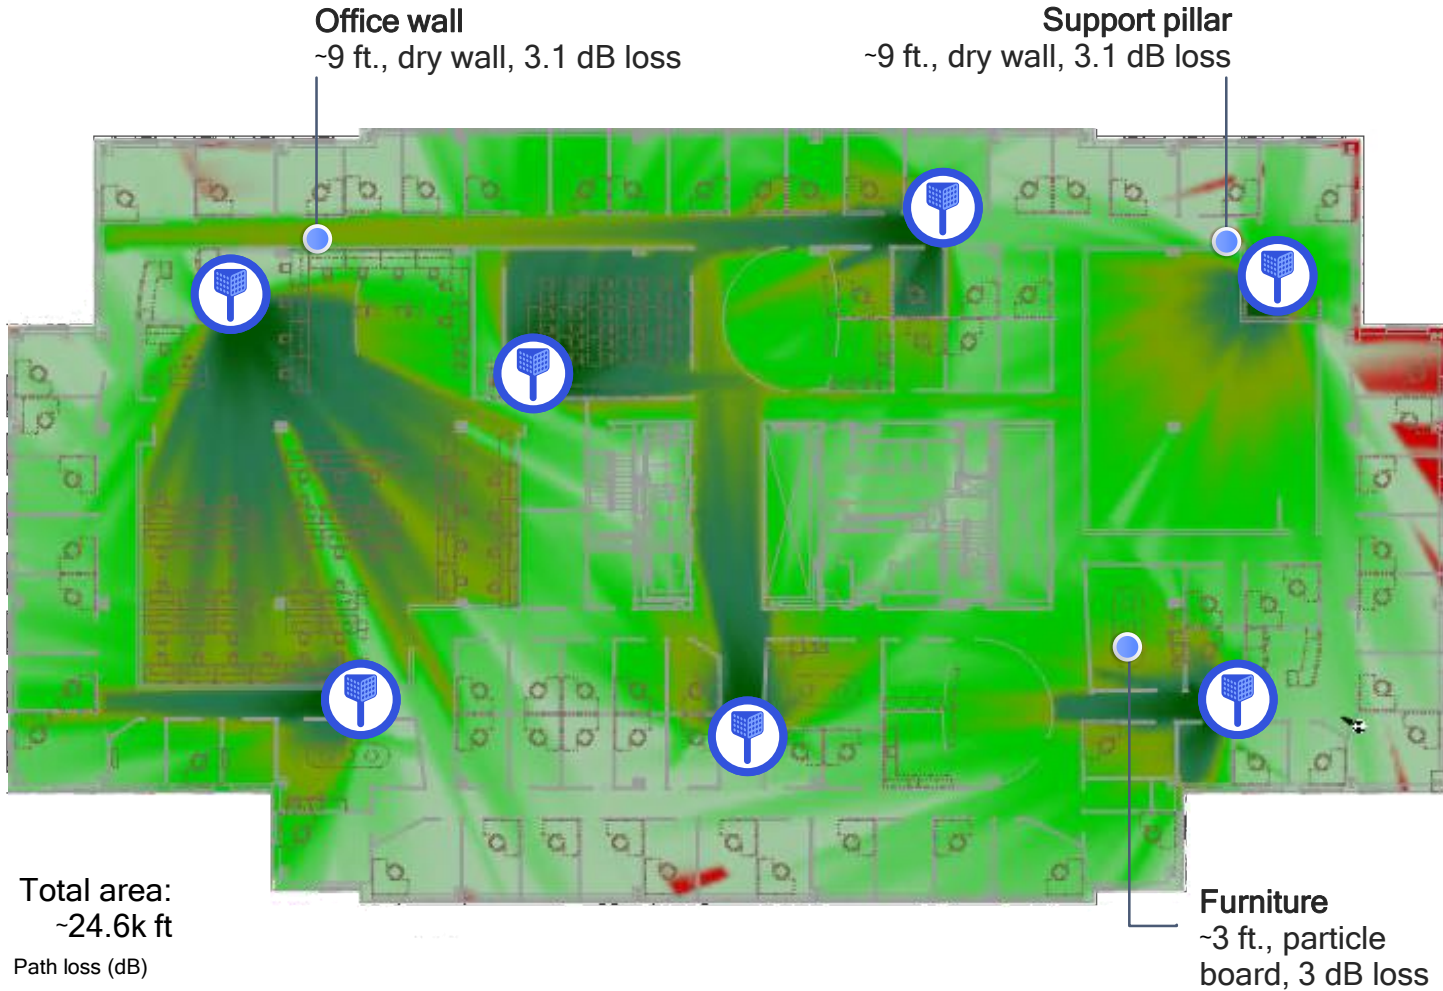 Office wall
~9 ft., dry wall, 3.1 dB loss
Support pillar
~9 ft., dry wall, 3.1 dB loss
Total area:
~24.6k ft
Path loss (dB)
Furniture
~3 ft., particle
board, 3 dB loss